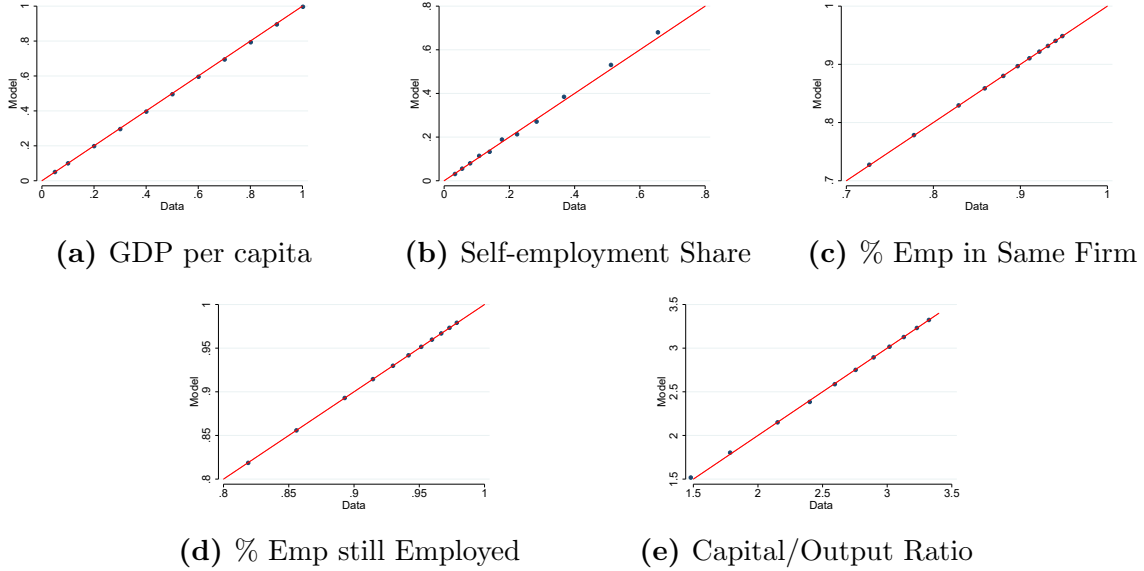 1
.8
.6
.4
.2
0
Model
0 .2 .4 .6 .8 1
Data
(a) GDP per capita
.8
.6
.4
.2
0
Model
0 .2 .4 .6 .8
Data
(b) Self-employment Share
1
.9
.8
.7
Model
.7 .8 .9 1
Data
(c) % Emp in Same Firm
1
.95
.9
.85
.8
Model
.8 .85 .9 .95 1
Data
(d) % Emp still Employed
3.5
3
2.5
2
1.5
Model
1.5 2 2.5 3 3.5
Data
(e) Capital/Output Ratio